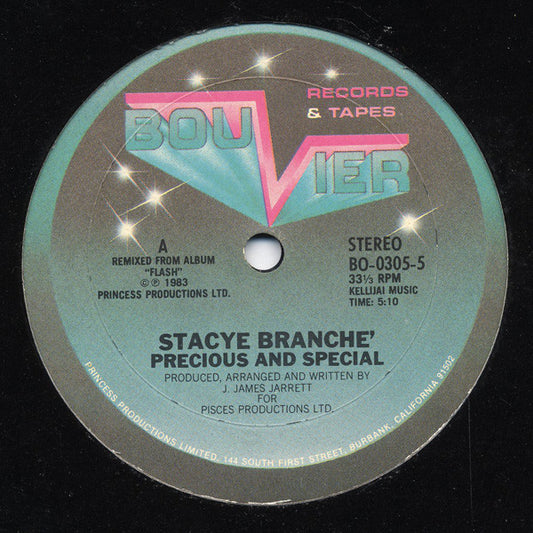 BOUVIER
RECORDS
& TAPES
A
REMIXED FROM ALBUM
"FLASH"
© ℗ 1983
PRINCESS PRODUCTIONS LTD.
STEREO
BO-0305-5
33⅓ RPM
KELLIJAI MUSIC
TIME: 5:10
STACYE BRANCHE'
PRECIOUS AND SPECIAL
PRODUCED, ARRANGED AND WRITTEN BY
J. JAMES JARRETT
FOR
PISCES PRODUCTIONS LTD.
PRINCESS PRODUCTIONS LIMITED, 144 SOUTH FIRST STREET, BURBANK, CALIFORNIA 91502